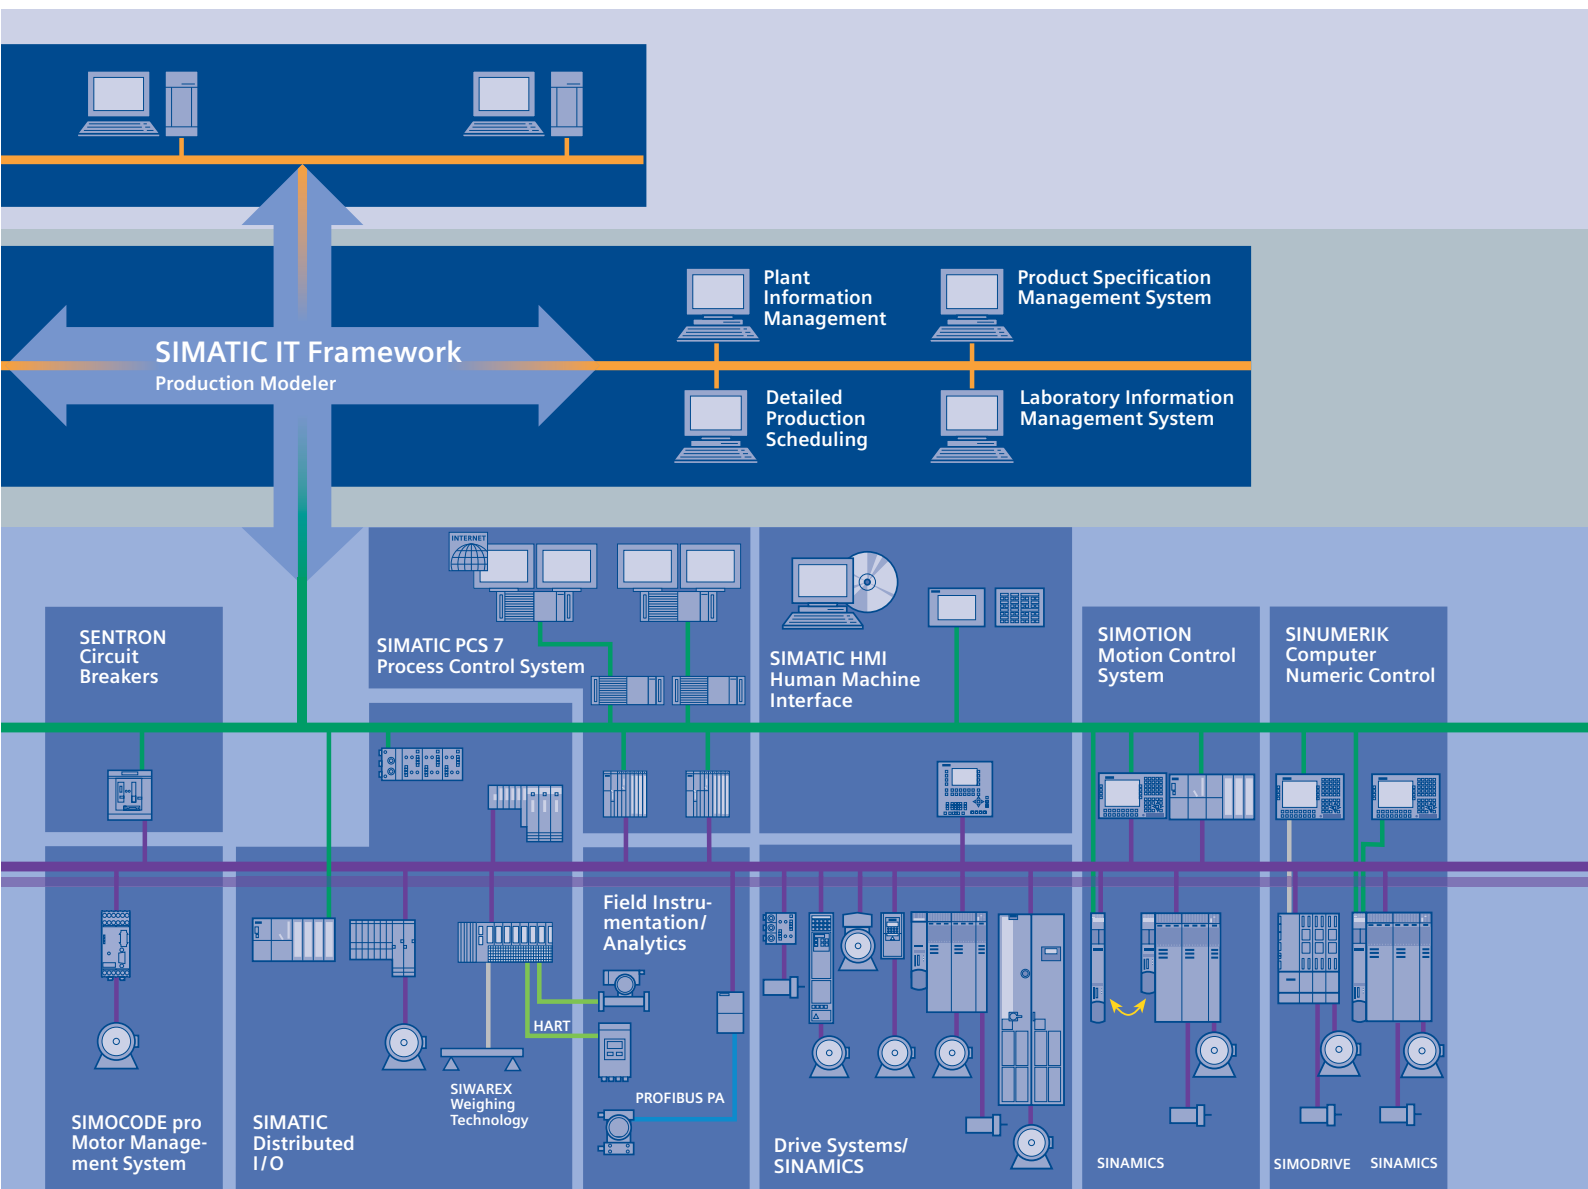 Plant
Information
Management
Product Specification
Management System
SIMATIC IT Framework
Production Modeler
Detailed
Production
Scheduling
Laboratory Information
Management System
INTERNET
SENTRON
Circuit
Breakers
SIMATIC PCS 7
Process Control System
SIMATIC HMI
Human Machine
Interface
SIMOTION
Motion Control
System
SINUMERIK
Computer
Numeric Control
Field Instru-
mentation/
Analytics
HART
SIWAREX
Weighing
Technology
PROFIBUS PA
SIMOCODE pro
Motor Manage-
ment System
SIMATIC
Distributed
I/O
Drive Systems/
SINAMICS
SINAMICS
SIMODRIVE
SINAMICS